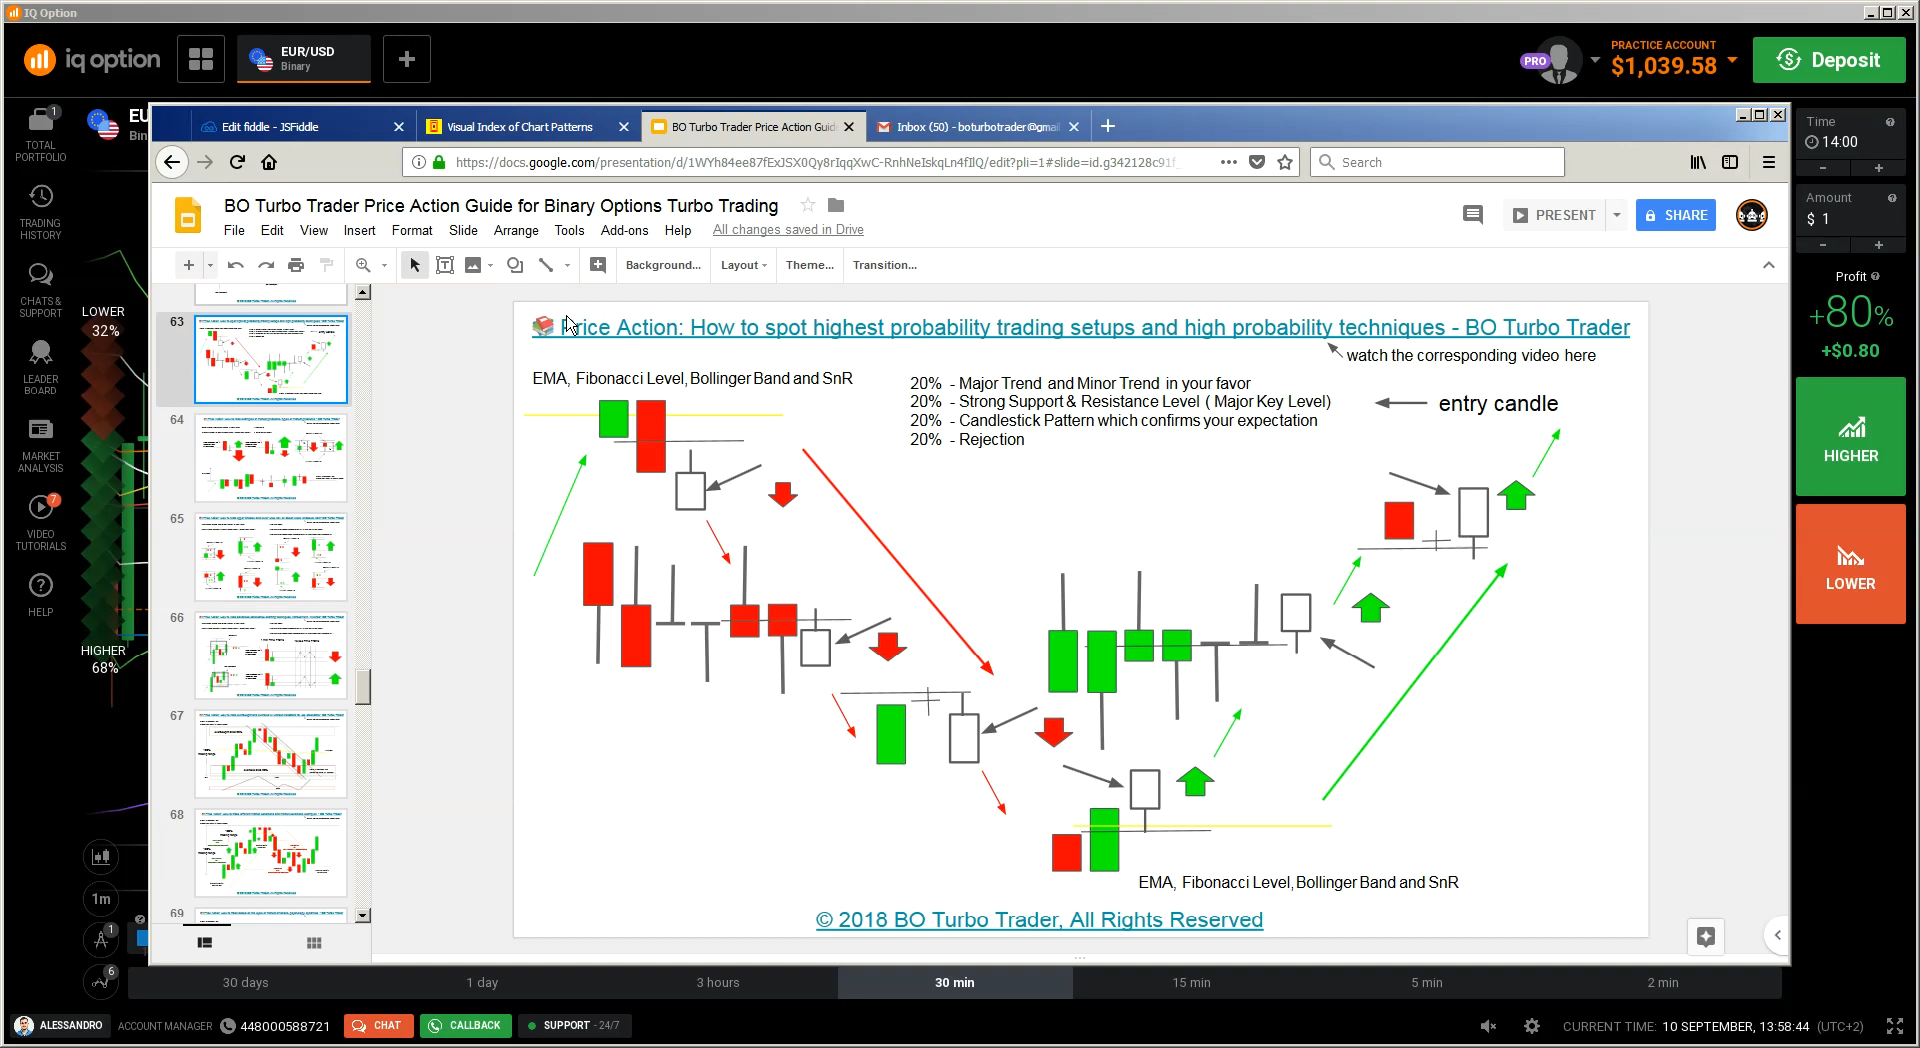 IQ Option
iq option
EUR/USD
Binary
PRO
PRACTICE ACCOUNT
$1,039.58
Deposit
1
TOTAL
PORTFOLIO
TRADING
HISTORY
CHATS &
SUPPORT
LEADER
BOARD
MARKET
ANALYSIS
7
VIDEO
TUTORIALS
HELP
EU
Bin
LOWER
32%
HIGHER
68%
1m
1
6
Edit fiddle - JSFiddle
Visual Index of Chart Patterns
BO Turbo Trader Price Action Guid
Inbox (50) - boturbotrader@gmai
https://docs.google.com/presentation/d/1WYh84ee87fExJSX0Qy8rIqqXwC-RnhNeIskqLn4fIlQ/edit?pli=1#slide=id.g342128c91f
Search
BO Turbo Trader Price Action Guide for Binary Options Turbo Trading
File Edit View Insert Format Slide Arrange Tools Add-ons Help All changes saved in Drive
PRESENT
SHARE
Background... Layout Theme... Transition...
63
64
65
66
67
68
69
Price Action: How to spot highest probability trading setups and high probability techniques - BO Turbo Trader
watch the corresponding video here
EMA, Fibonacci Level, Bollinger Band and SnR
20% - Major Trend and Minor Trend in your favor
20% - Strong Support & Resistance Level ( Major Key Level)
20% - Candlestick Pattern which confirms your expectation
20% - Rejection
entry candle
EMA, Fibonacci Level, Bollinger Band and SnR
© 2018 BO Turbo Trader, All Rights Reserved
Time
14:00
- +
Amount
$ 1
- +
Profit
+80%
+$0.80
HIGHER
LOWER
30 days
1 day
3 hours
30 min
15 min
5 min
2 min
ALESSANDRO
ACCOUNT MANAGER
448000588721
CHAT
CALLBACK
SUPPORT - 24/7
CURRENT TIME: 10 SEPTEMBER, 13:58:44 (UTC+2)